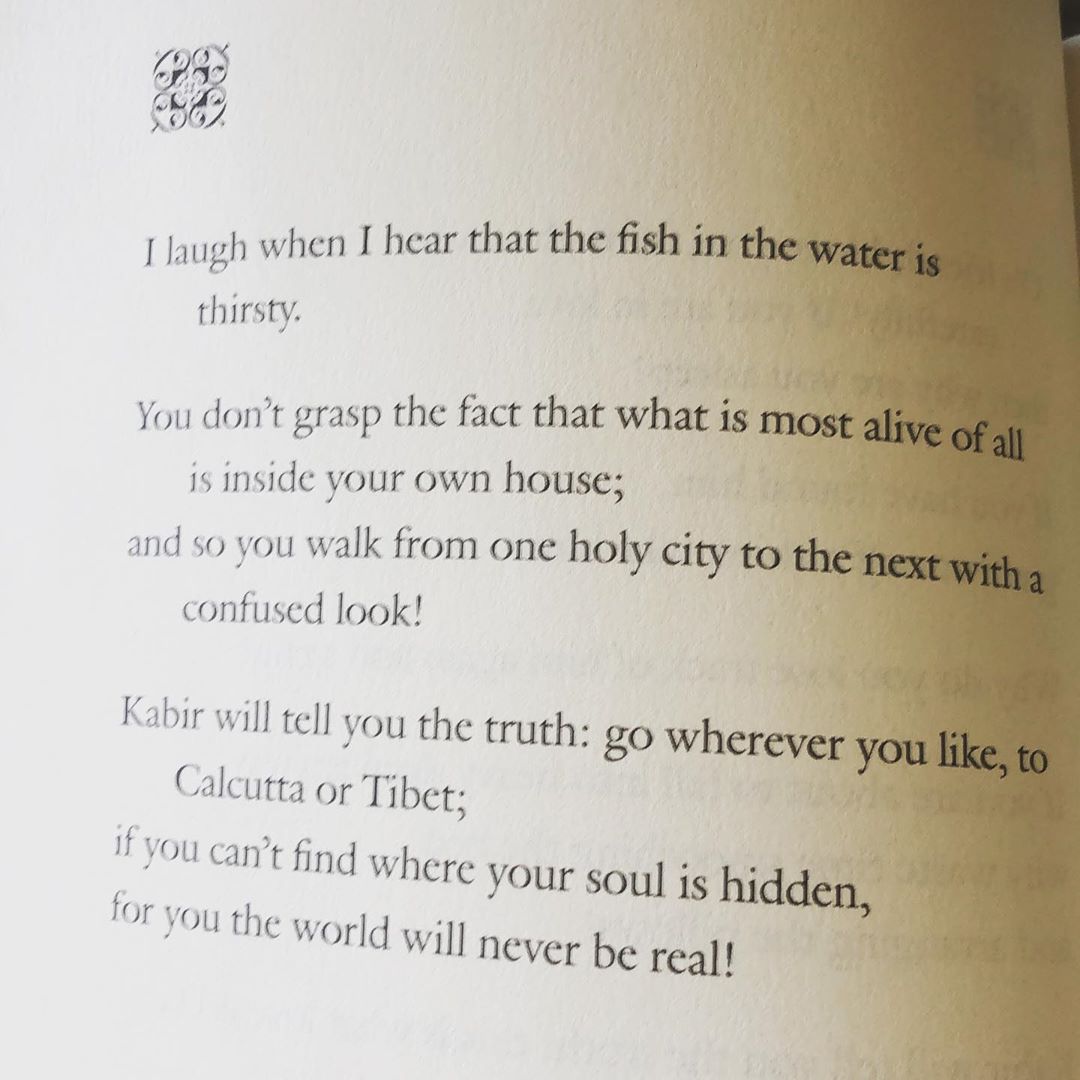 I laugh when I hear that the fish in the water is
thirsty.
You don't grasp the fact that what is most alive of all
is inside your own house;
and so you walk from one holy city to the next with a
confused look!
Kabir will tell you the truth: go wherever you like, to
Calcutta or Tibet;
if you can't find where your soul is hidden,
for you the world will never be real!